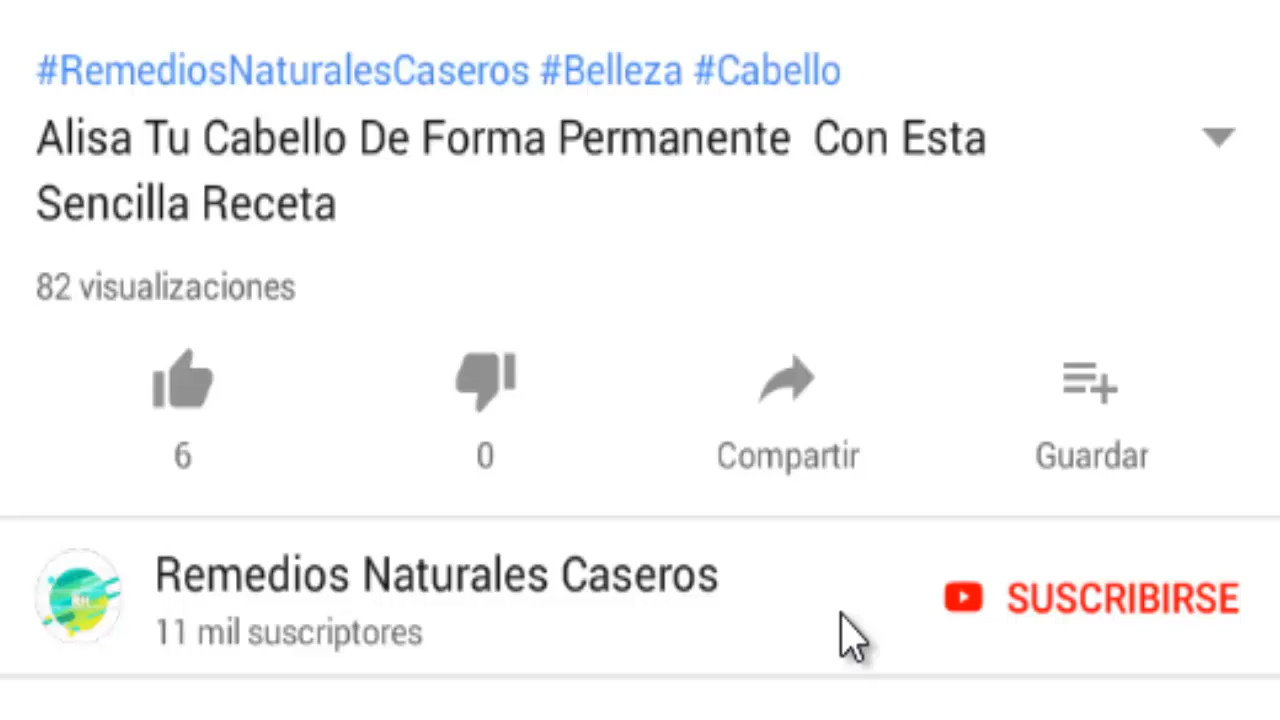 #RemediosNaturalesCaseros #Belleza #Cabello
Alisa Tu Cabello De Forma Permanente Con Esta
Sencilla Receta
82 visualizaciones
6
0
Compartir
Guardar
Remedios Naturales Caseros
SUSCRIBIRSE
11 mil suscriptores